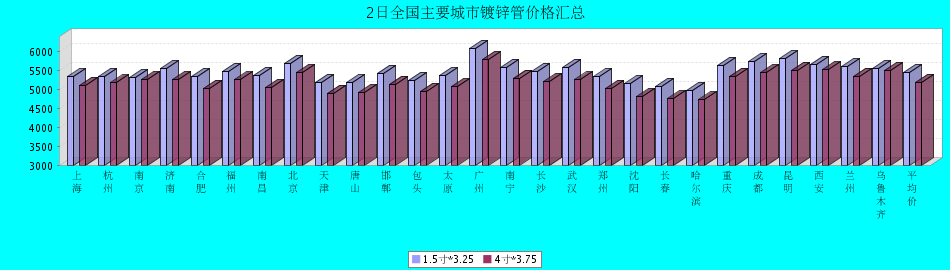 2日全国主要城市镀锌管价格汇总
6000
5500
5000
4500
4000
3500
3000
上海 杭州 南京 济南 合肥 福州 南昌 北京 天津 唐山 邯郸 包头 太原 广州 南宁 长沙 武汉 郑州 沈阳 长春 哈尔滨 重庆 成都 昆明 西安 兰州 乌鲁木齐 平均价
1.5寸*3.25 4寸*3.75